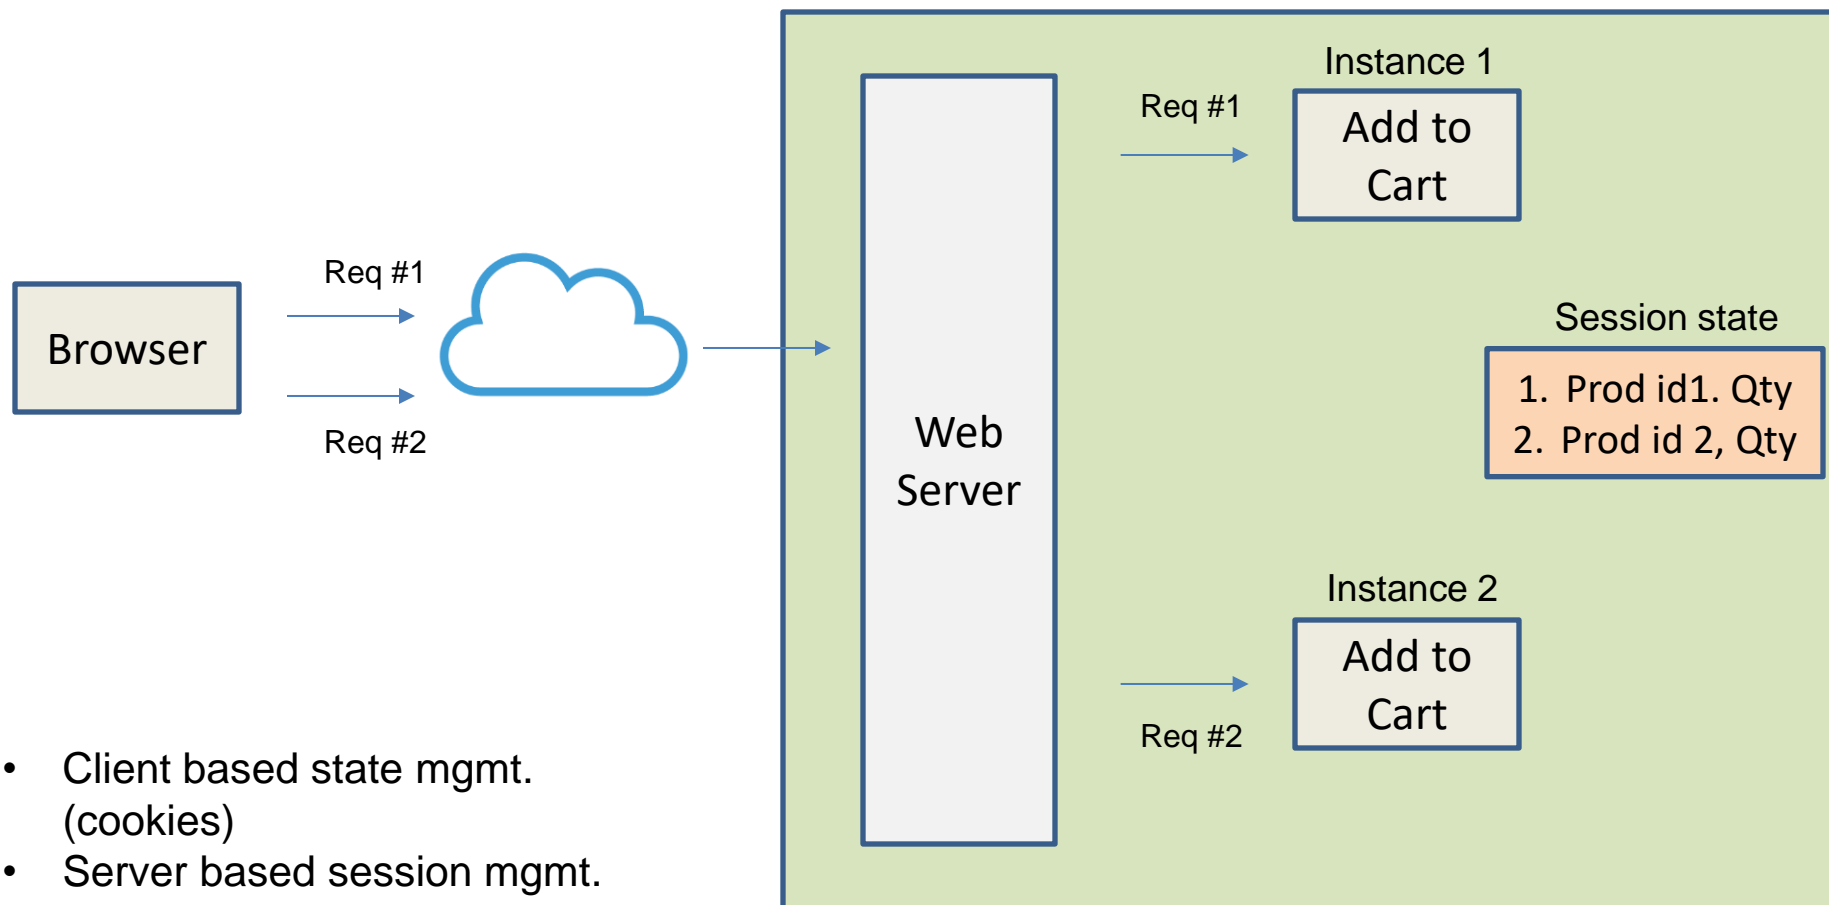 Instance 1
Req #1
Add to
Cart
Req #1
Browser
Req #2
Session state
1. Prod id1. Qty
2. Prod id 2, Qty
Web
Server
Instance 2
Add to
Cart
Req #2
• Client based state mgmt.
(cookies)
• Server based session mgmt.